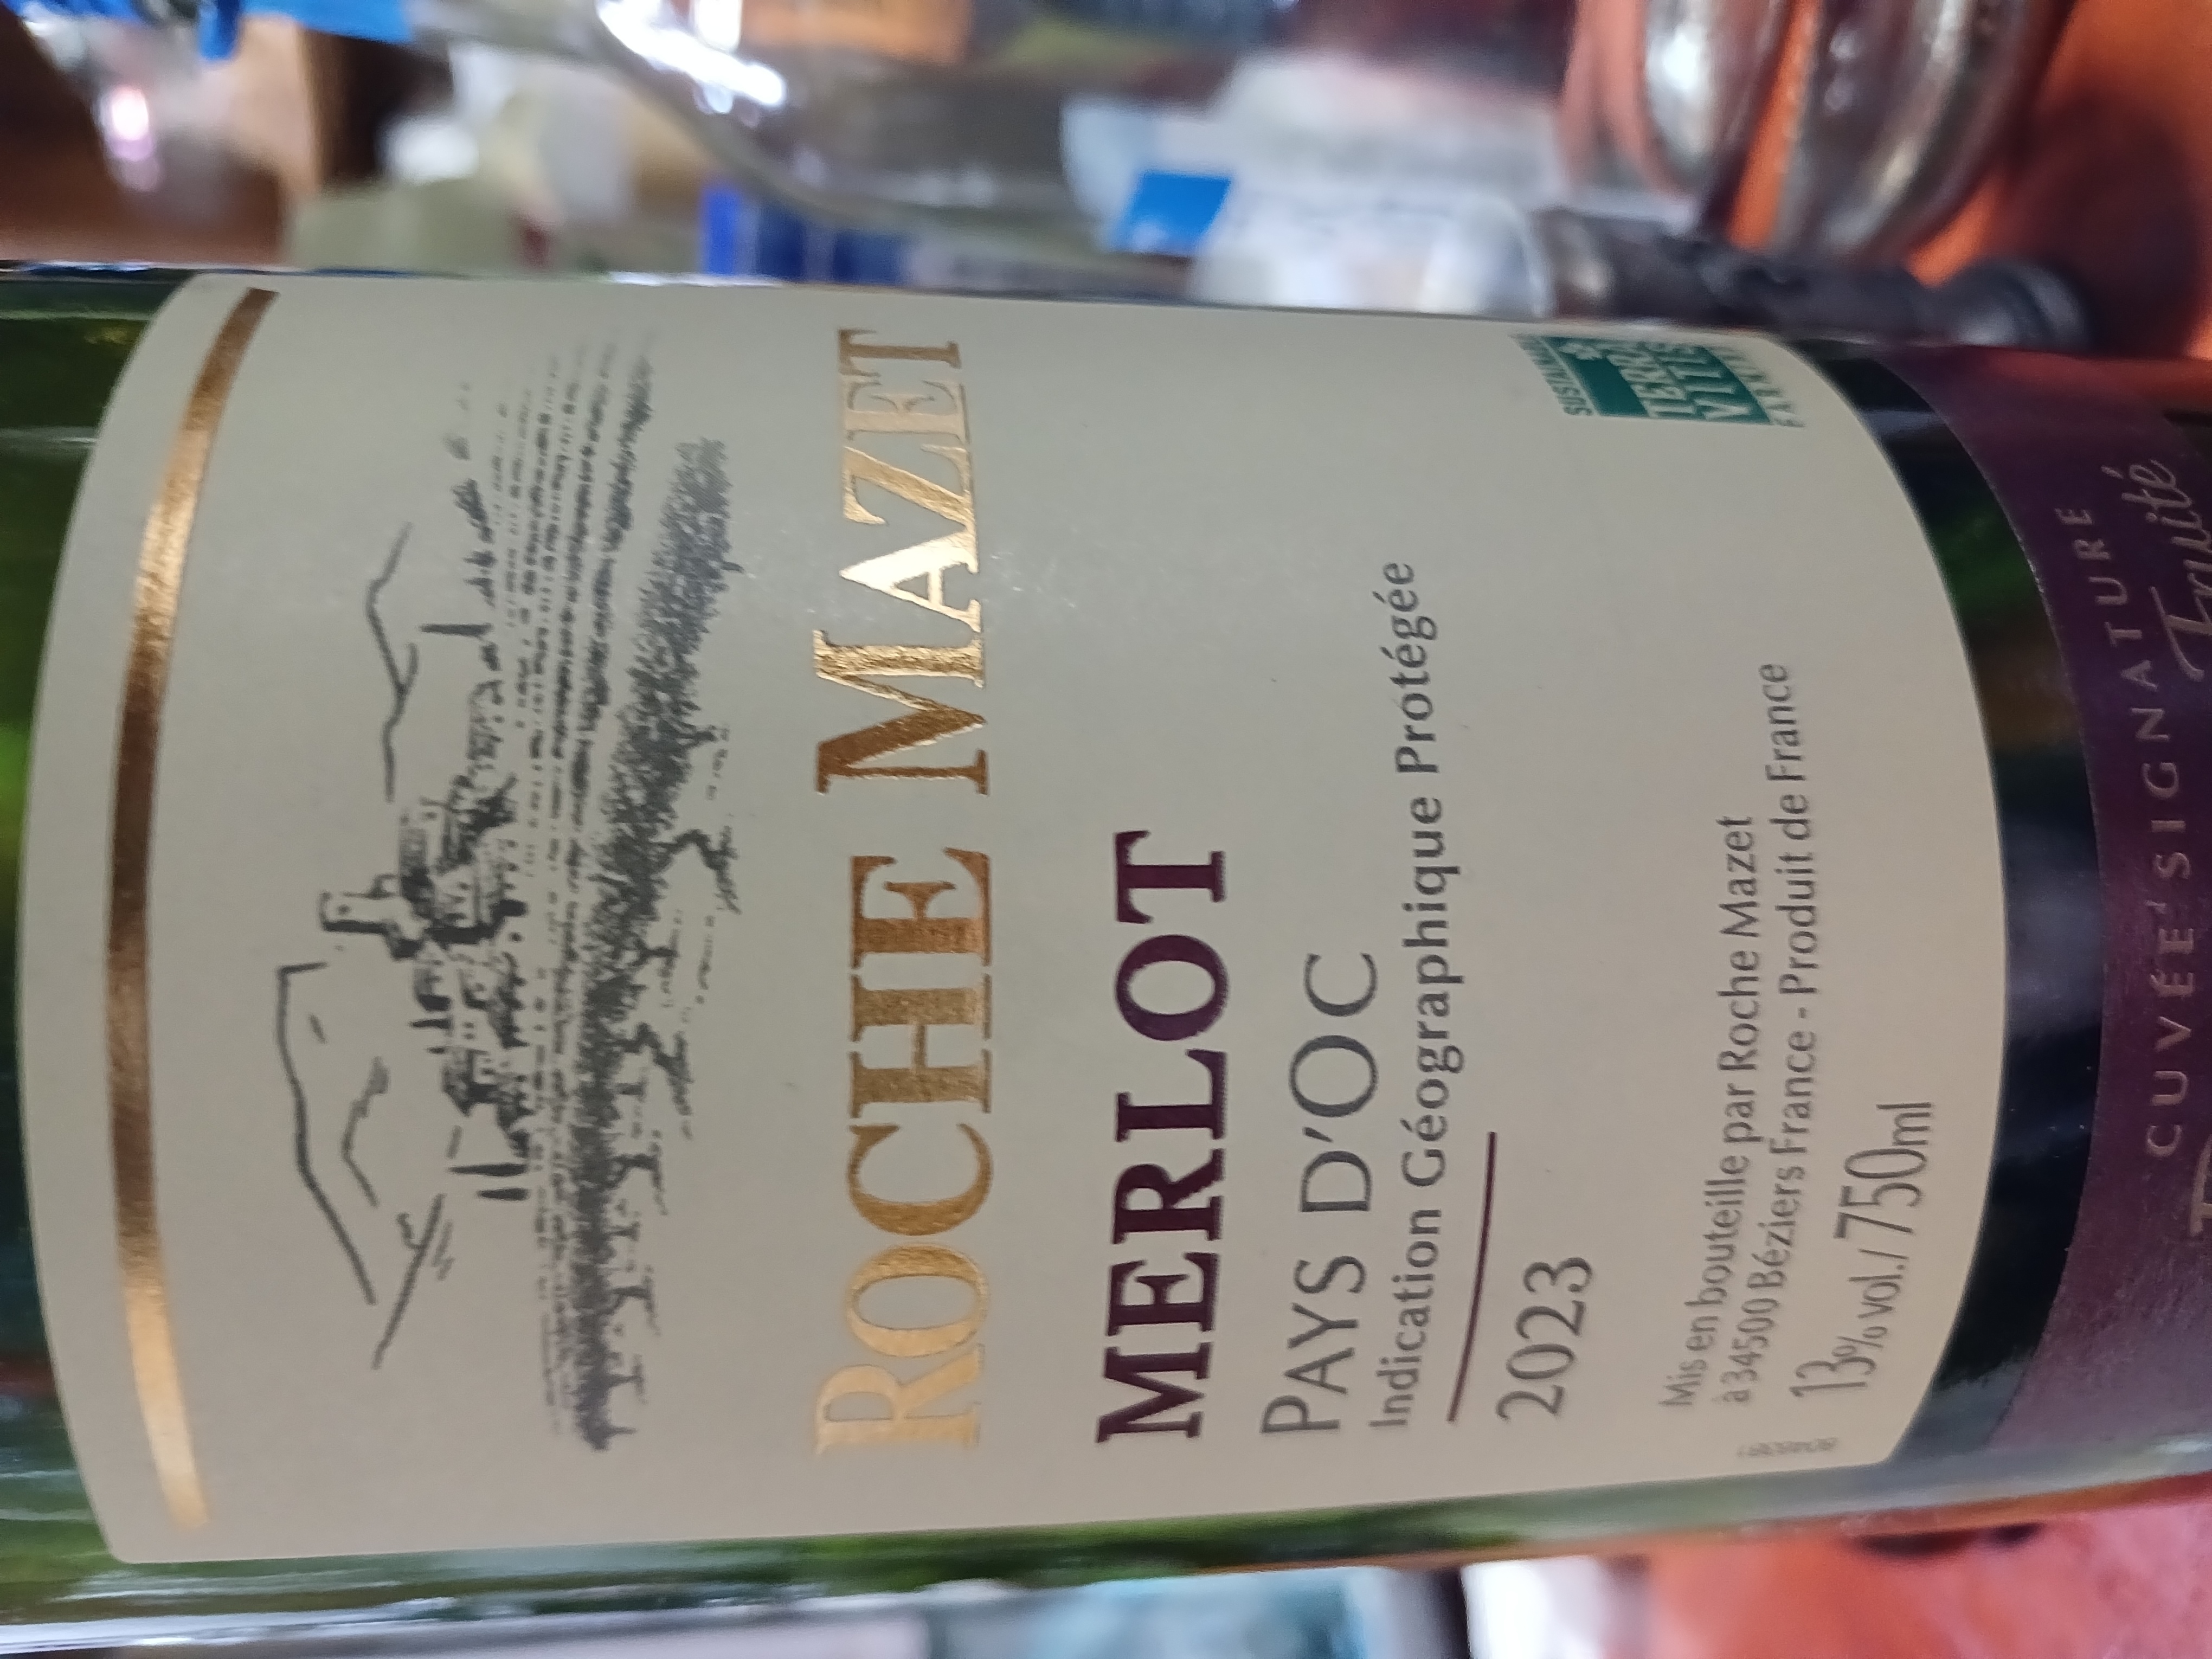 ROCHE MAZET
MERLOT
PAYS D'OC
Indication Géographique Protégée
2023
Mis en bouteille par Roche Mazet
à 34500 Béziers France - Produit de France
13% vol. / 750ml
TERRA
VITIS
CUVÉE SIGNATURE
Fruité